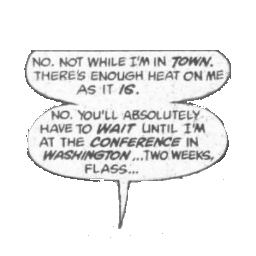 NO. NOT WHILE I'M IN TOWN.
THERE'S ENOUGH HEAT ON ME
AS IT IS.
NO. YOU'LL ABSOLUTELY
HAVE TO WAIT UNTIL I'M
AT THE CONFERENCE IN
WASHINGTON...TWO WEEKS,
FLASS...